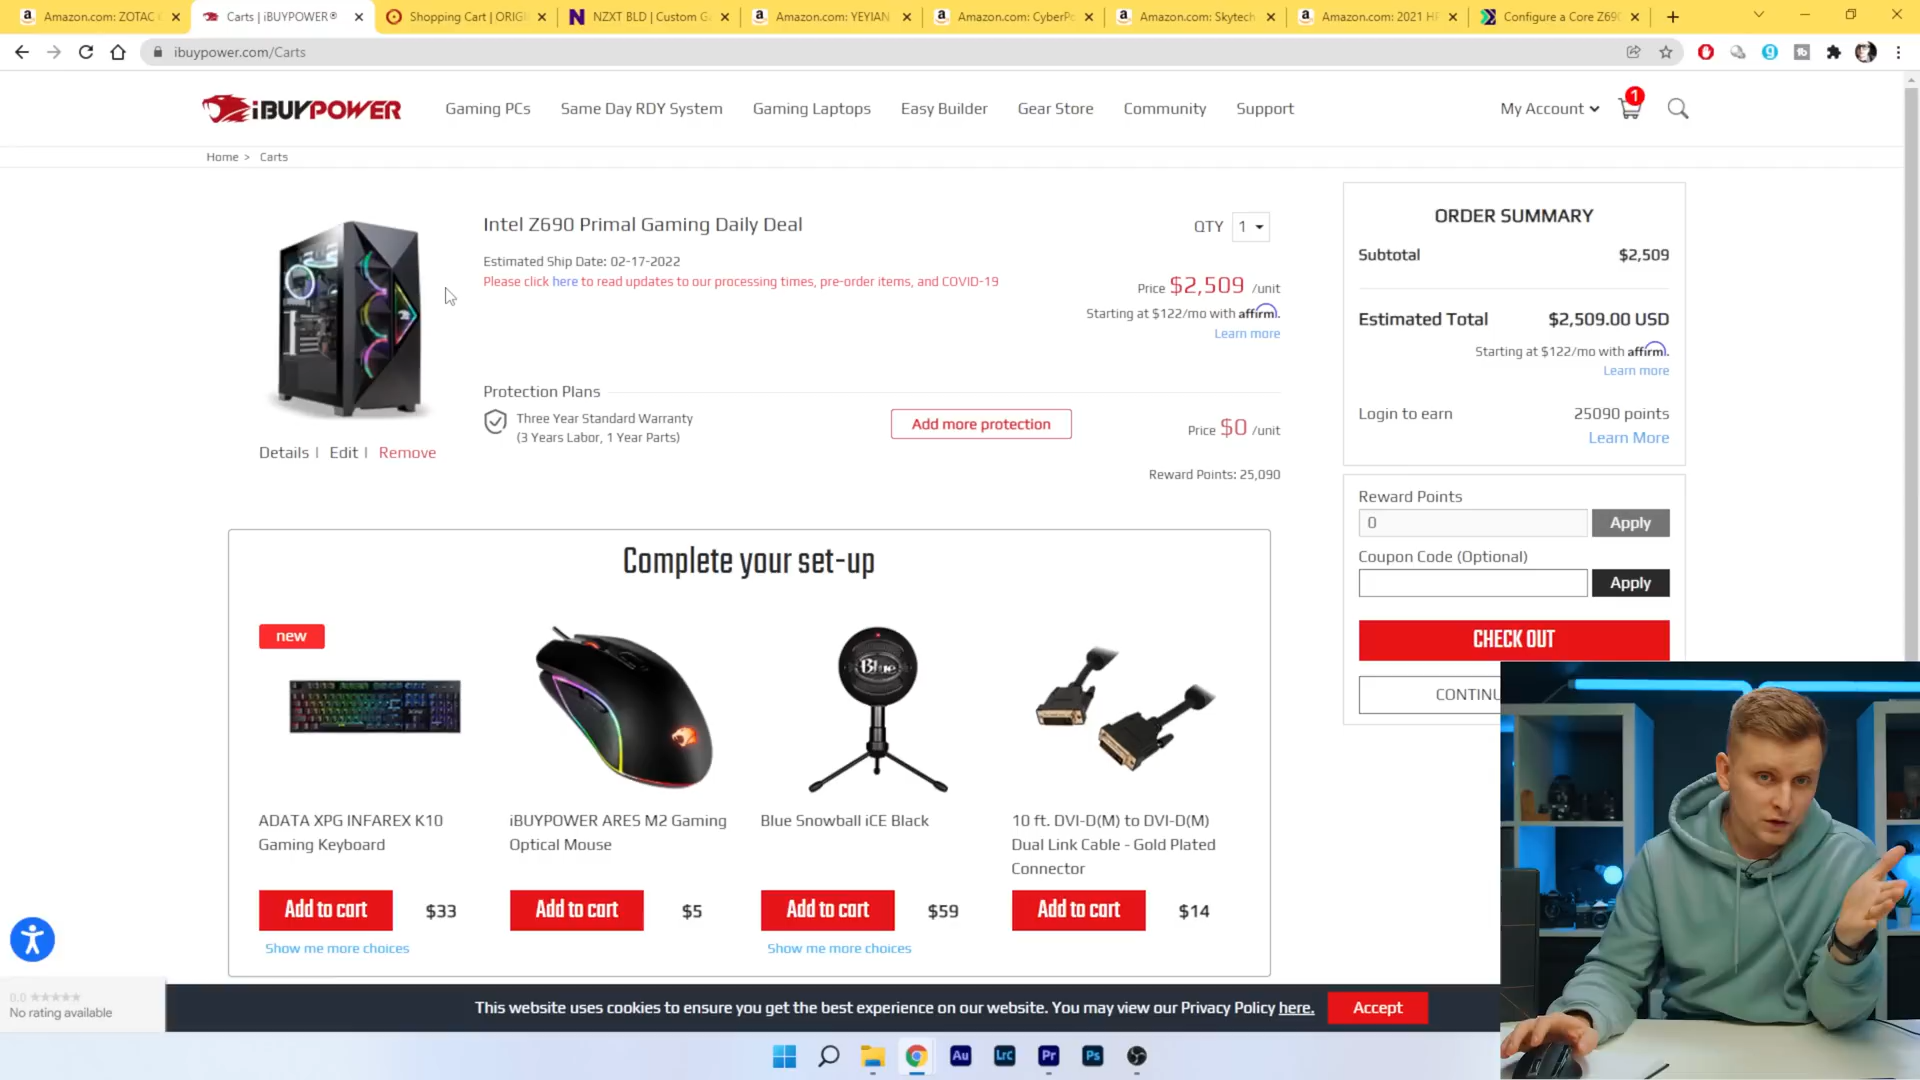 Amazon.com: ZOTAC
Carts | iBUYPOWER®
Shopping Cart | ORIGI
NZXT BLD | Custom G
Amazon.com: YEYIAN
Amazon.com: CyberPo
Amazon.com: Skytech
Amazon.com: 2021 HP
Configure a Core Z690
ibuypower.com/Carts
iBUYPOWER
Gaming PCs
Same Day RDY System
Gaming Laptops
Easy Builder
Gear Store
Community
Support
My Account
1
Home > Carts
Intel Z690 Primal Gaming Daily Deal
QTY 1
Estimated Ship Date: 02-17-2022
Please click here to read updates to our processing times, pre-order items, and COVID-19
Price $2,509 /unit
Starting at $122/mo with affirm.
Learn more
Protection Plans
Three Year Standard Warranty
(3 Years Labor, 1 Year Parts)
Add more protection
Price $0 /unit
Details | Edit | Remove
Reward Points: 25,090
ORDER SUMMARY
Subtotal $2,509
Estimated Total $2,509.00 USD
Starting at $122/mo with affirm.
Learn more
Login to earn 25090 points
Learn More
Reward Points
0 Apply
Coupon Code (Optional)
Apply
CHECK OUT
CONTINU
Complete your set-up
new
Blue
ADATA XPG INFAREX K10
Gaming Keyboard
Add to cart $33
Show me more choices
iBUYPOWER ARES M2 Gaming
Optical Mouse
Add to cart $5
Blue Snowball iCE Black
Add to cart $59
Show me more choices
10 ft. DVI-D(M) to DVI-D(M)
Dual Link Cable - Gold Plated
Connector
Add to cart $14
0.0 ★★★★★
No rating available
This website uses cookies to ensure you get the best experience on our website. You may view our Privacy Policy here.
Accept
Au
Lrc
Pr
Ps